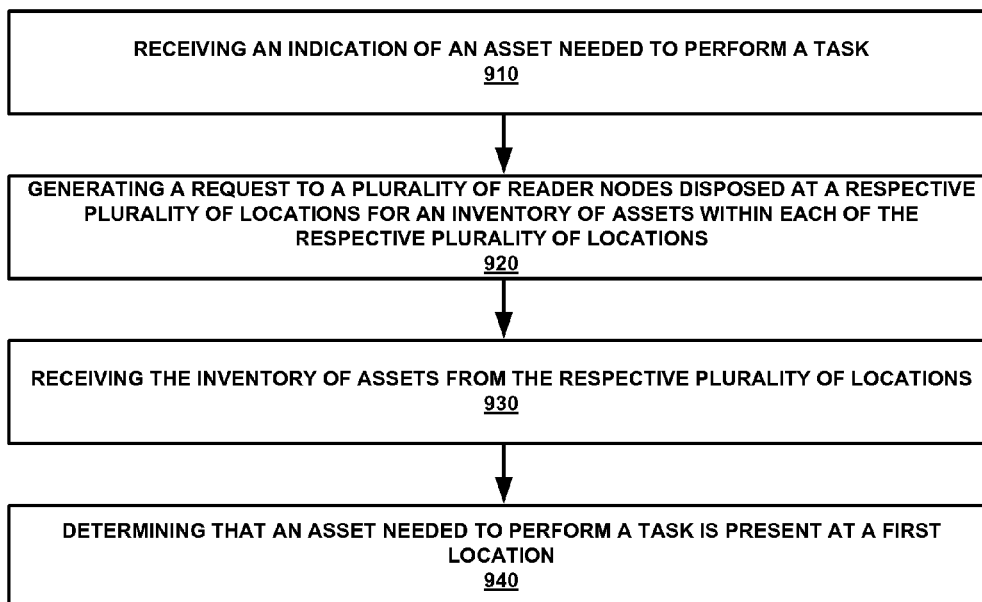 RECEIVING AN INDICATION OF AN ASSET NEEDED TO PERFORM A TASK
910
GENERATING A REQUEST TO A PLURALITY OF READER NODES DISPOSED AT A RESPECTIVE
PLURALITY OF LOCATIONS FOR AN INVENTORY OF ASSETS WITHIN EACH OF THE
RESPECTIVE PLURALITY OF LOCATIONS
920
RECEIVING THE INVENTORY OF ASSETS FROM THE RESPECTIVE PLURALITY OF LOCATIONS
930
DETERMINING THAT AN ASSET NEEDED TO PERFORM A TASK IS PRESENT AT A FIRST
LOCATION
940